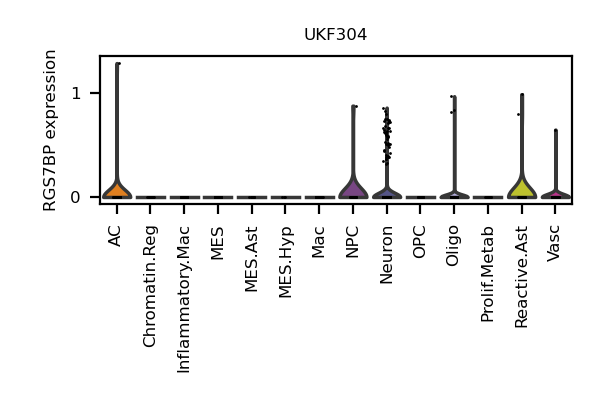 UKF304
RGS7BP expression
1
0
AC
Chromatin.Reg
Inflammatory.Mac
MES
MES.Ast
MES.Hyp
Mac
NPC
Neuron
OPC
Oligo
Prolif.Metab
Reactive.Ast
Vasc